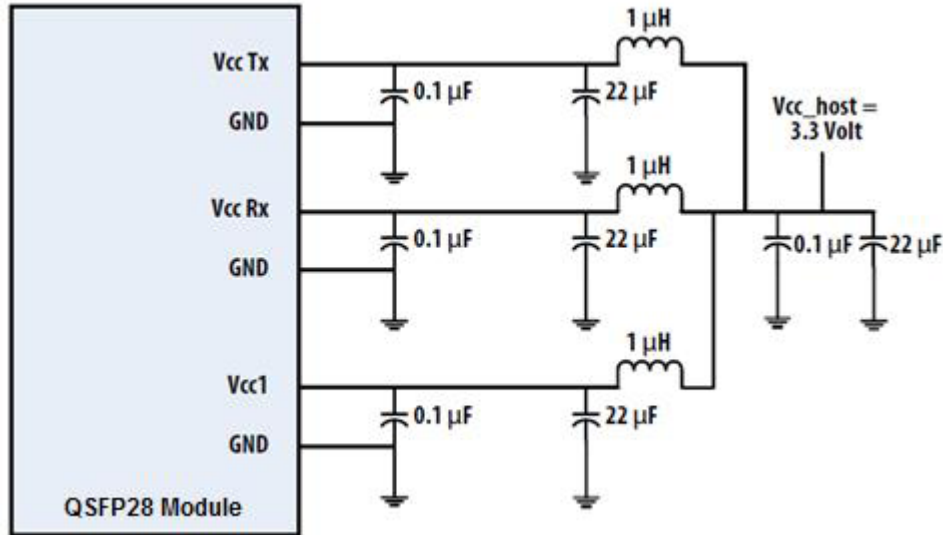 1 μH
Vcc Tx
0.1 μF
22 μF
Vcc_host =
3.3 Volt
GND
1 μH
Vcc Rx
0.1 μF
22 μF
0.1 μF
22 μF
GND
1 μH
Vcc1
0.1 μF
22 μF
GND
QSFP28 Module